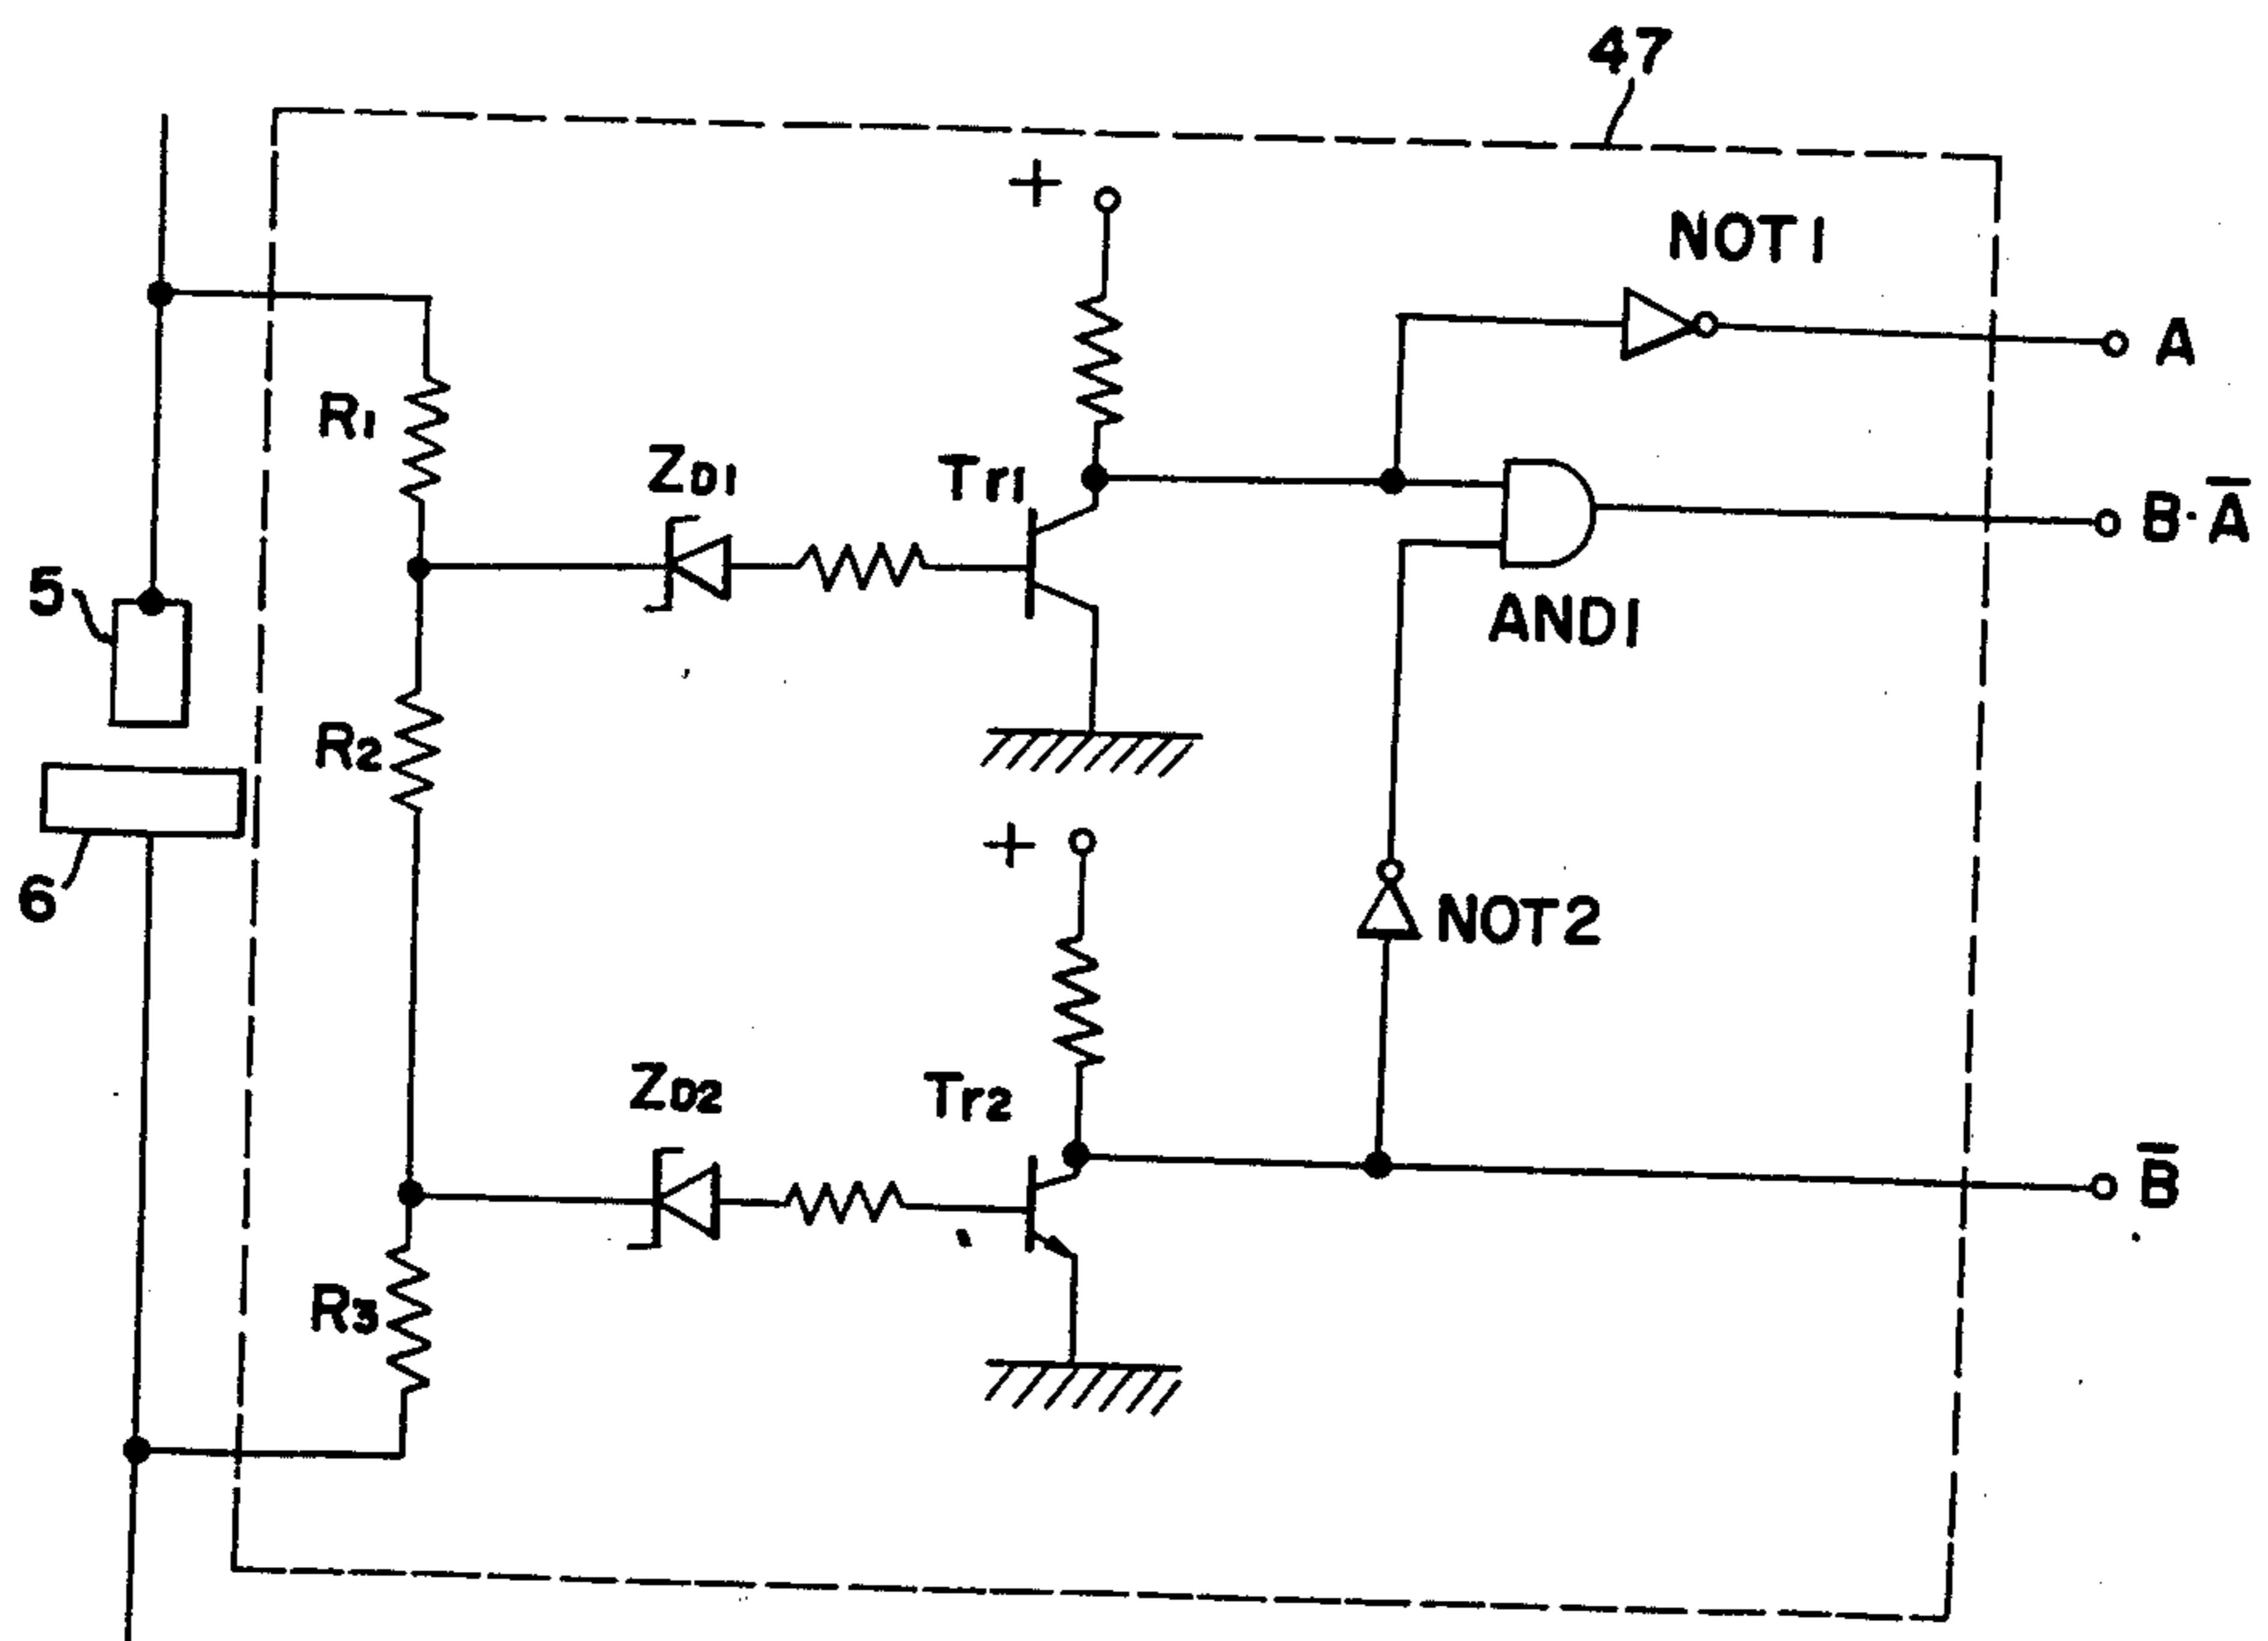 47
+
NOT1
A
R1
ZD1
Tr1
B·A̅
5
AND1
R2
+
6
NOT2
ZD2
Tr2
B̅
R3